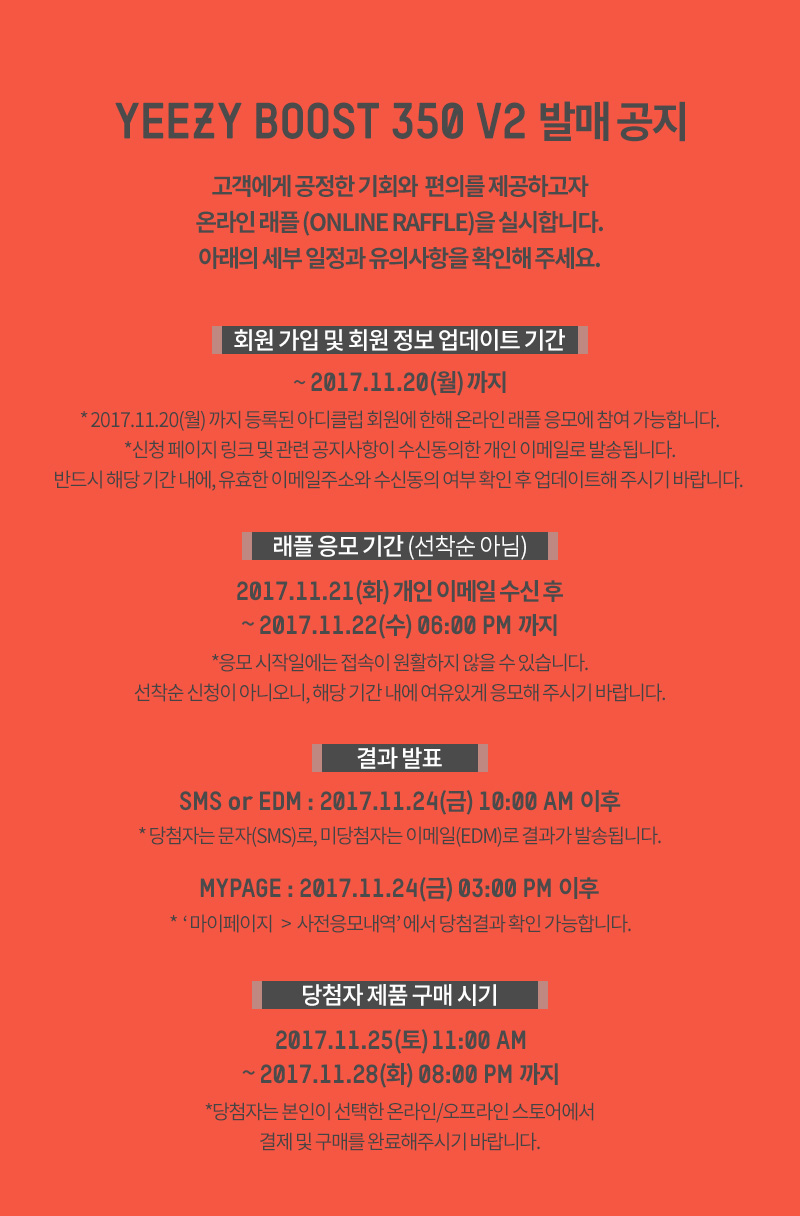 YEEZY BOOST 350 V2 발매 공지
고객에게 공정한 기회와 편의를 제공하고자
온라인 래플 (ONLINE RAFFLE)을 실시합니다.
아래의 세부 일정과 유의사항을 확인해 주세요.
회원 가입 및 회원 정보 업데이트 기간
~ 2017.11.20(월) 까지
* 2017.11.20(월) 까지 등록된 아디클럽 회원에 한해 온라인 래플 응모에 참여 가능합니다.
*신청 페이지 링크 및 관련 공지사항이 수신동의한 개인 이메일로 발송됩니다.
반드시 해당 기간 내에, 유효한 이메일주소와 수신동의 여부 확인 후 업데이트해 주시기 바랍니다.
래플 응모 기간 (선착순 아님)
2017.11.21(화) 개인 이메일 수신 후
~ 2017.11.22(수) 06:00 PM 까지
*응모 시작일에는 접속이 원활하지 않을 수 있습니다.
선착순 신청이 아니오니, 해당 기간 내에 여유있게 응모해 주시기 바랍니다.
결과 발표
SMS or EDM : 2017.11.24(금) 10:00 AM 이후
* 당첨자는 문자(SMS)로, 미당첨자는 이메일(EDM)로 결과가 발송됩니다.
MYPAGE : 2017.11.24(금) 03:00 PM 이후
* ‘ 마이페이지 > 사전응모내역’ 에서 당첨결과 확인 가능합니다.
당첨자 제품 구매 시기
2017.11.25(토) 11:00 AM
~ 2017.11.28(화) 08:00 PM 까지
*당첨자는 본인이 선택한 온라인/오프라인 스토어에서
결제 및 구매를 완료해주시기 바랍니다.